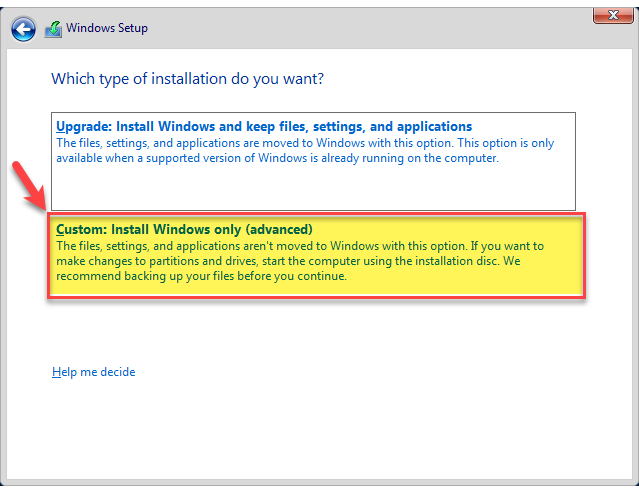 Windows Setup
Which type of installation do you want?
Upgrade: Install Windows and keep files, settings, and applications
The files, settings, and applications are moved to Windows with this option. This option is only
available when a supported version of Windows is already running on the computer.
Custom: Install Windows only (advanced)
The files, settings, and applications aren't moved to Windows with this option. If you want to
make changes to partitions and drives, start the computer using the installation disc. We
recommend backing up your files before you continue.
Help me decide